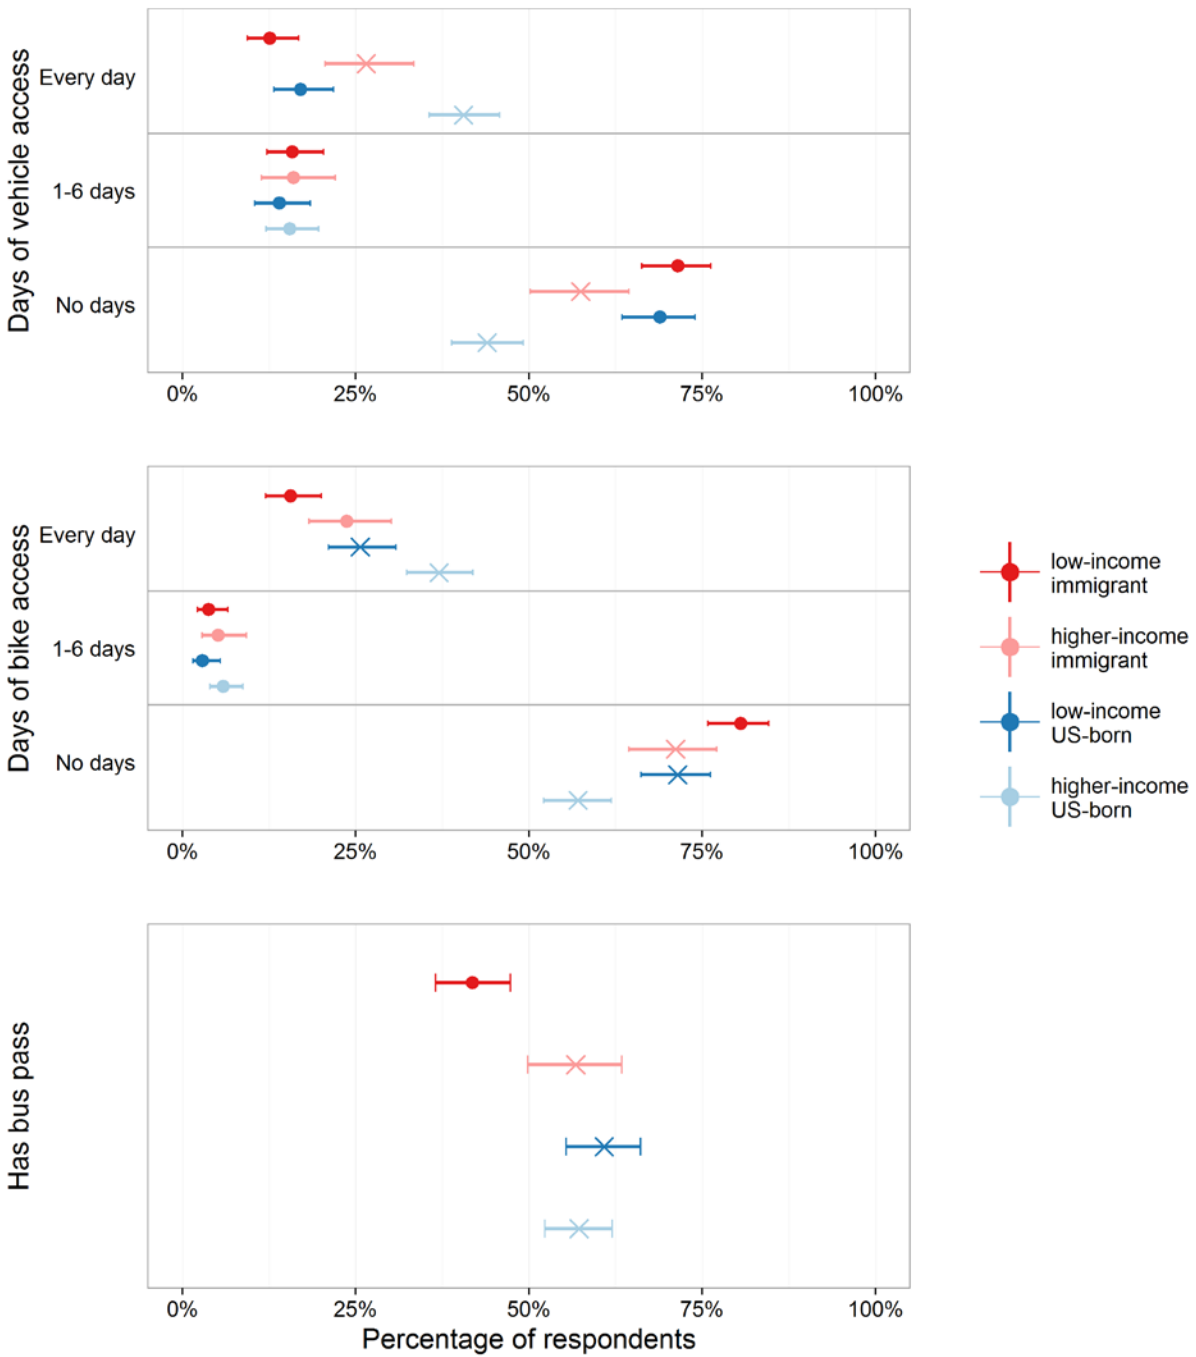 Days of vehicle access
Every day
1-6 days
No days
0% 25% 50% 75% 100%
Days of bike access
Every day
1-6 days
No days
0% 25% 50% 75% 100%
low-income
immigrant
higher-income
immigrant
low-income
US-born
higher-income
US-born
Has bus pass
0% 25% 50% 75% 100%
Percentage of respondents